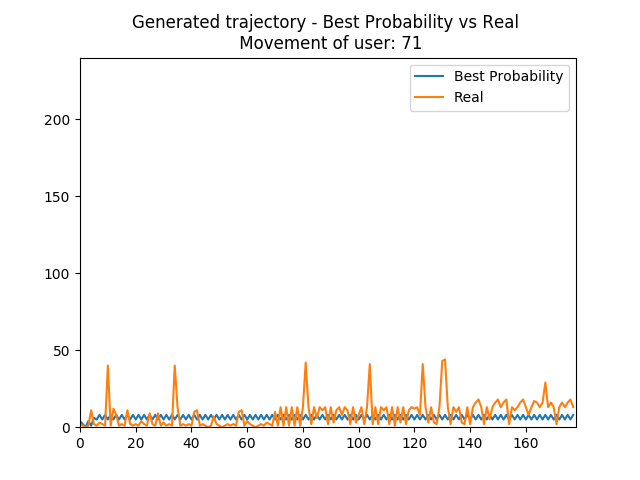 Generated trajectory - Best Probability vs Real
Movement of user: 71
Best Probability
Real
200
150
100
50
0
0 20 40 60 80 100 120 140 160